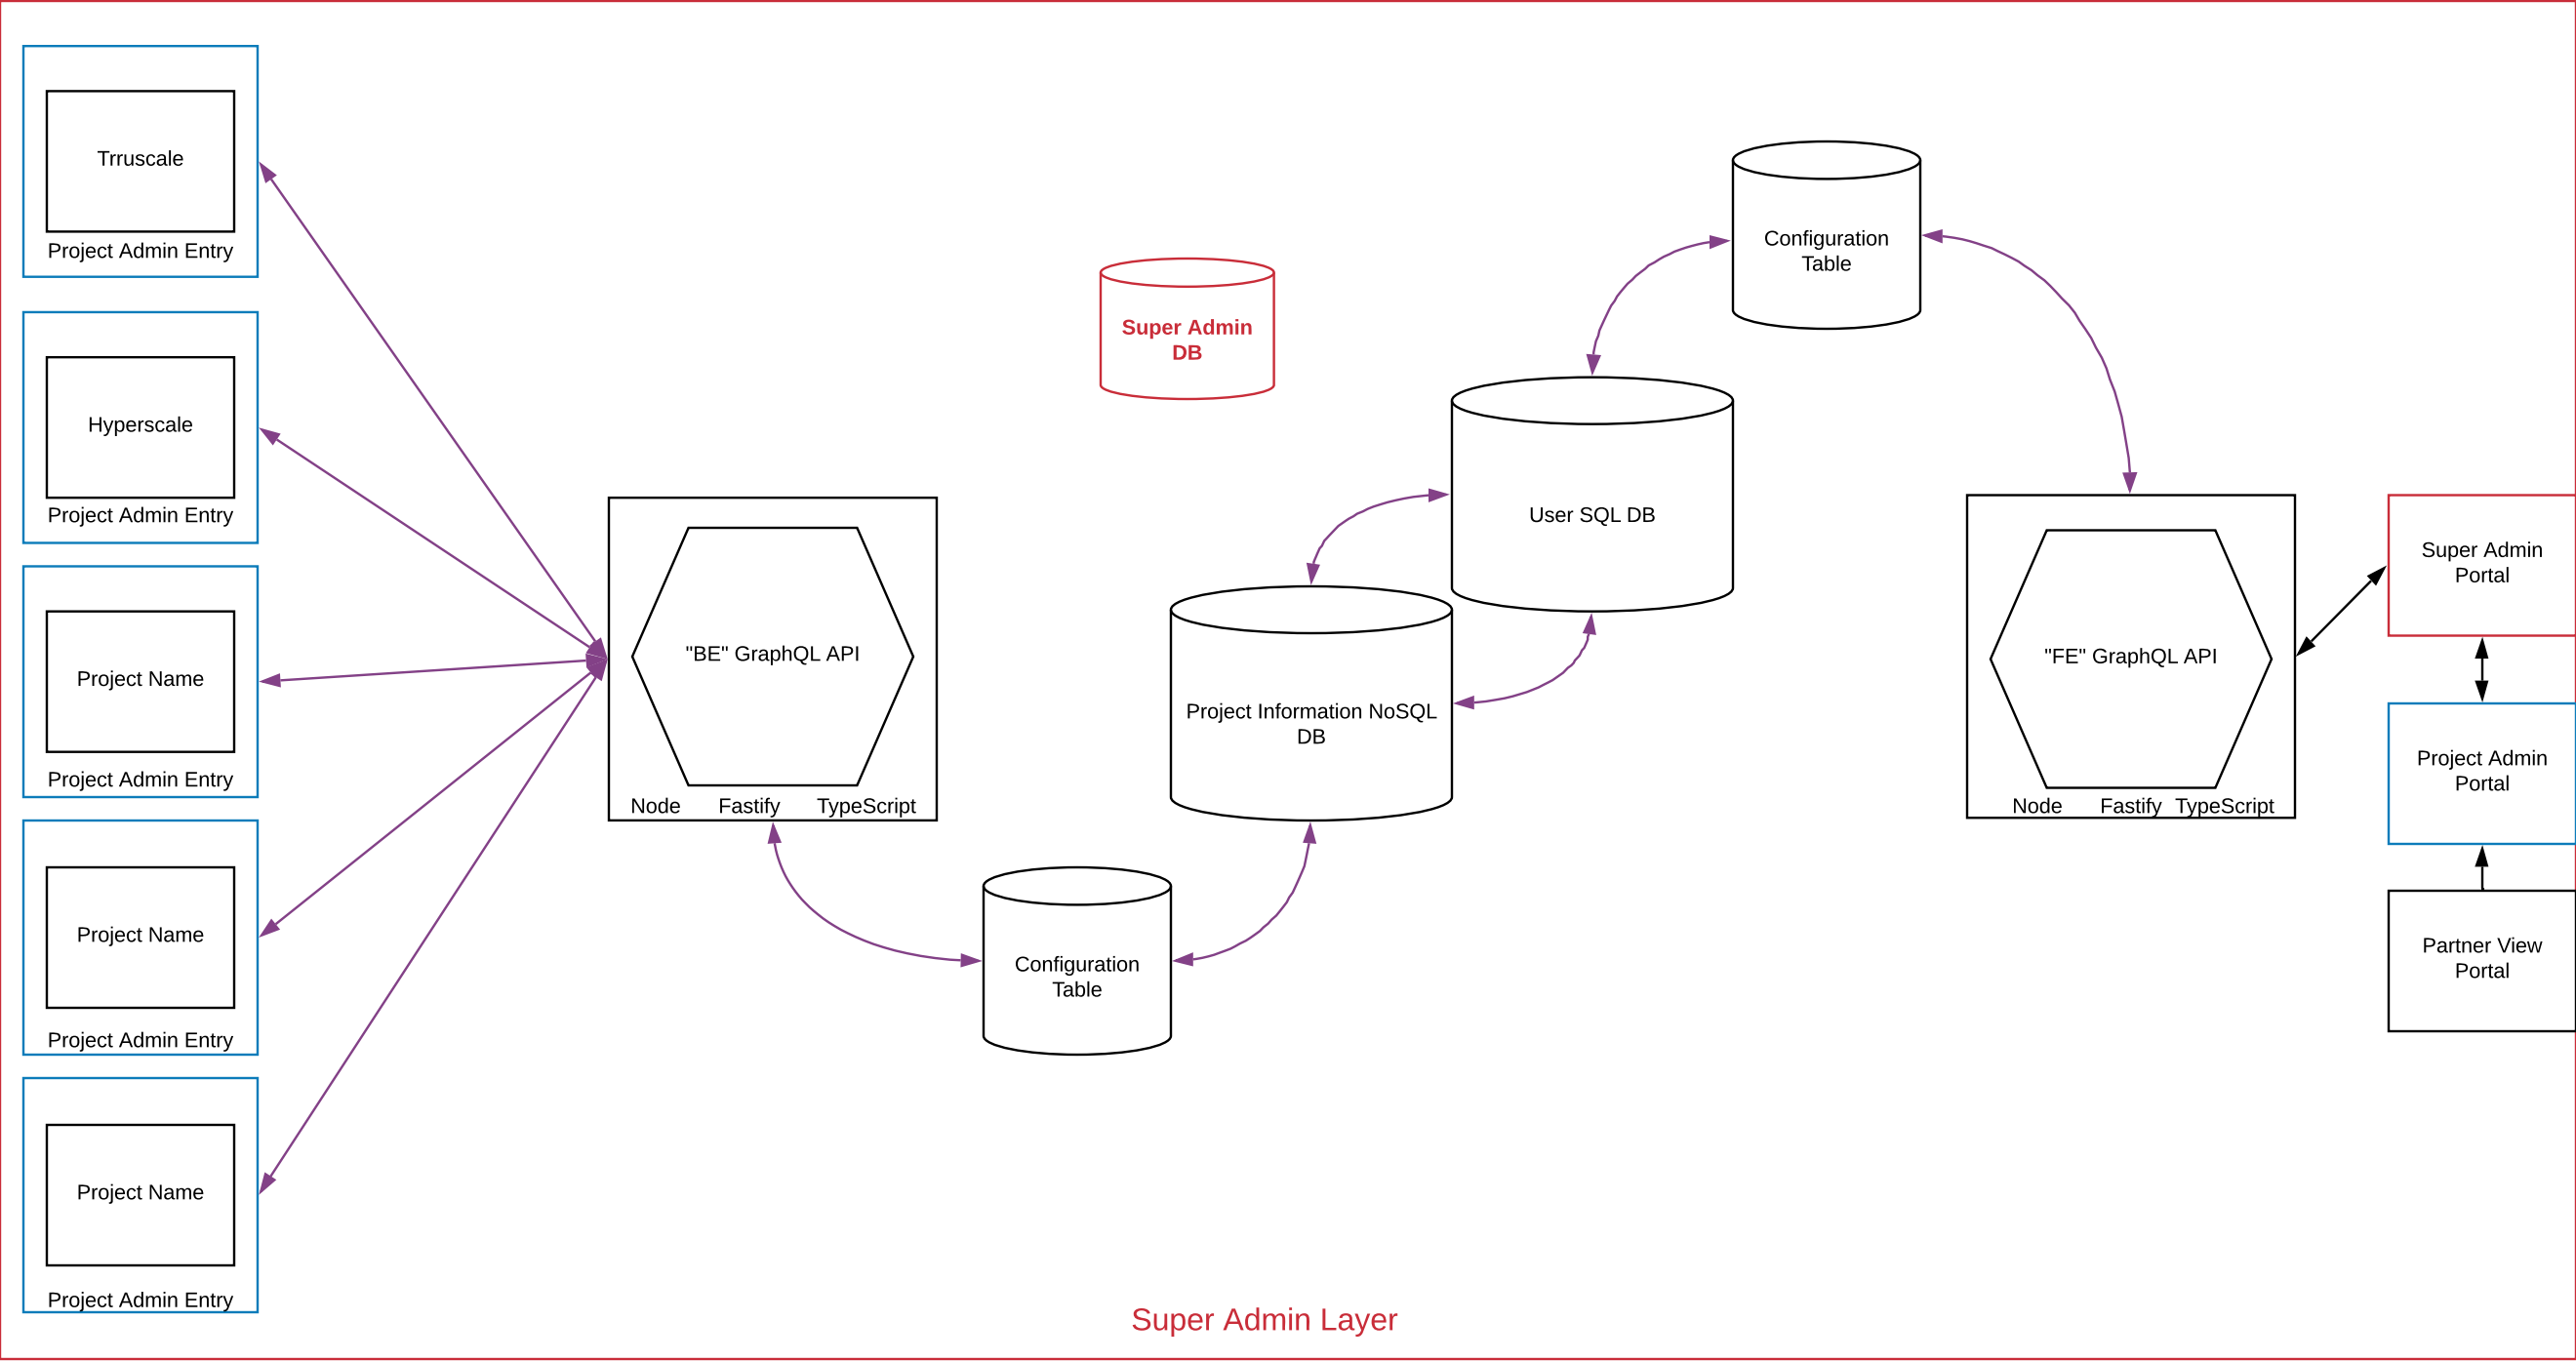 Trruscale
Project Admin Entry
Hyperscale
Project Admin Entry
Project Name
Project Admin Entry
Project Name
Project Admin Entry
Project Name
Project Admin Entry
"BE" GraphQL API
Node Fastify TypeScript
Super Admin
DB
Configuration
Table
Project Information NoSQL
DB
User SQL DB
Configuration
Table
"FE" GraphQL API
Node Fastify TypeScript
Super Admin
Portal
Project Admin
Portal
Partner View
Portal
Super Admin Layer